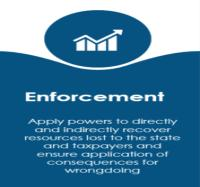 Enforcement
Apply powers to directly
and indirectly recover
resources lost to the state
and taxpayers and
ensure application of
consequences for
wrongdoing